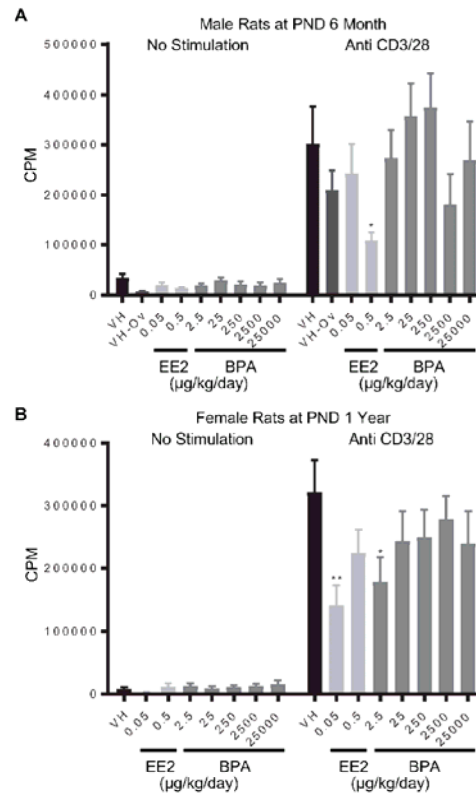 A
Male Rats at PND 6 Month
No Stimulation
Anti CD3/28
500000
400000
300000
200000
100000
0
CPM
*
VH
VH-Ov
0.05
0.5
2.5
25
250
2500
25000
VH
VH-Ov
0.05
0.5
2.5
25
250
2500
25000
EE2
BPA
EE2
BPA
(µg/kg/day)
(µg/kg/day)
B
Female Rats at PND 1 Year
No Stimulation
Anti CD3/28
400000
300000
200000
100000
0
CPM
**
*
VH
0.05
0.5
2.5
25
250
2500
25000
VH
0.05
0.5
2.5
25
250
2500
25000
EE2
BPA
EE2
BPA
(µg/kg/day)
(µg/kg/day)